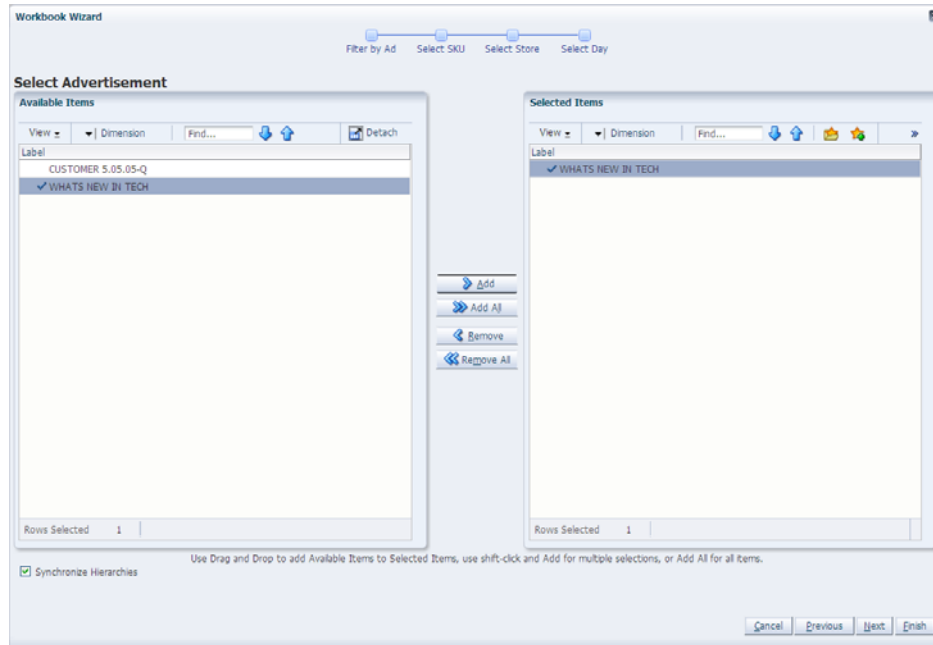 Workbook Wizard
Filter by Ad Select SKU Select Store Select Day
Select Advertisement
Available Items
View Dimension Find... Detach
Label
CUSTOMER 5.05.05-Q
WHATS NEW IN TECH
Rows Selected 1
Add
Add All
Remove
Remove All
Selected Items
View Dimension Find... »
Label
WHATS NEW IN TECH
Rows Selected 1
Use Drag and Drop to add Available Items to Selected Items, use shift-click and Add for multiple selections, or Add All for all items.
Synchronize Hierarchies
Cancel Previous Next Finish